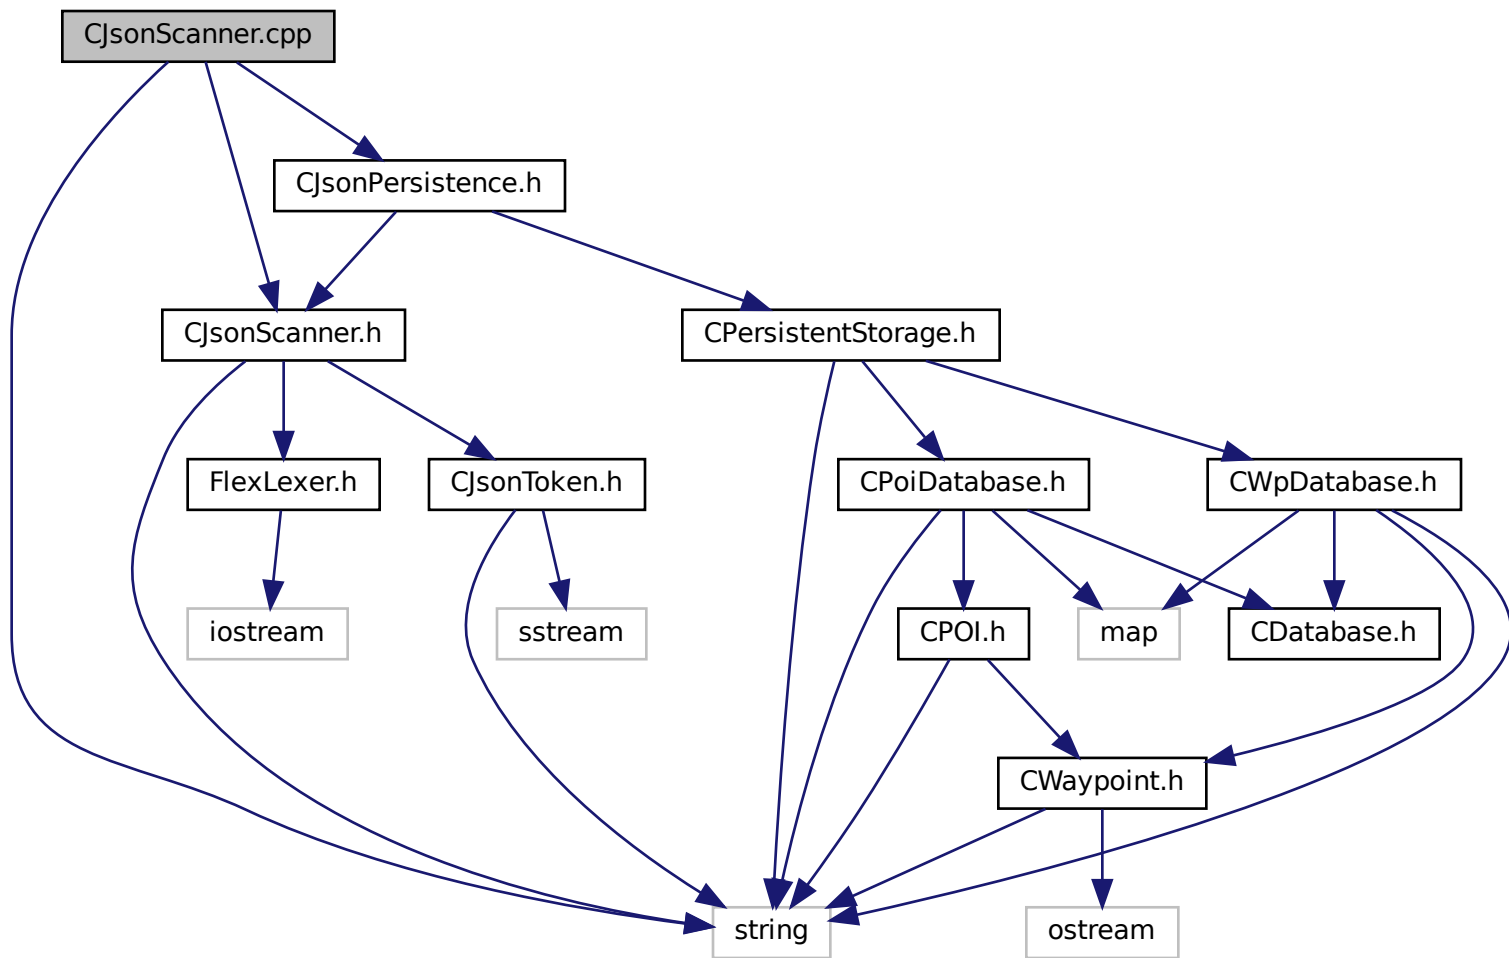 CJsonScanner.cpp
CJsonPersistence.h
CJsonScanner.h
CPersistentStorage.h
FlexLexer.h
CJsonToken.h
CPoiDatabase.h
CWpDatabase.h
iostream
sstream
CPOI.h
map
CDatabase.h
CWaypoint.h
string
ostream